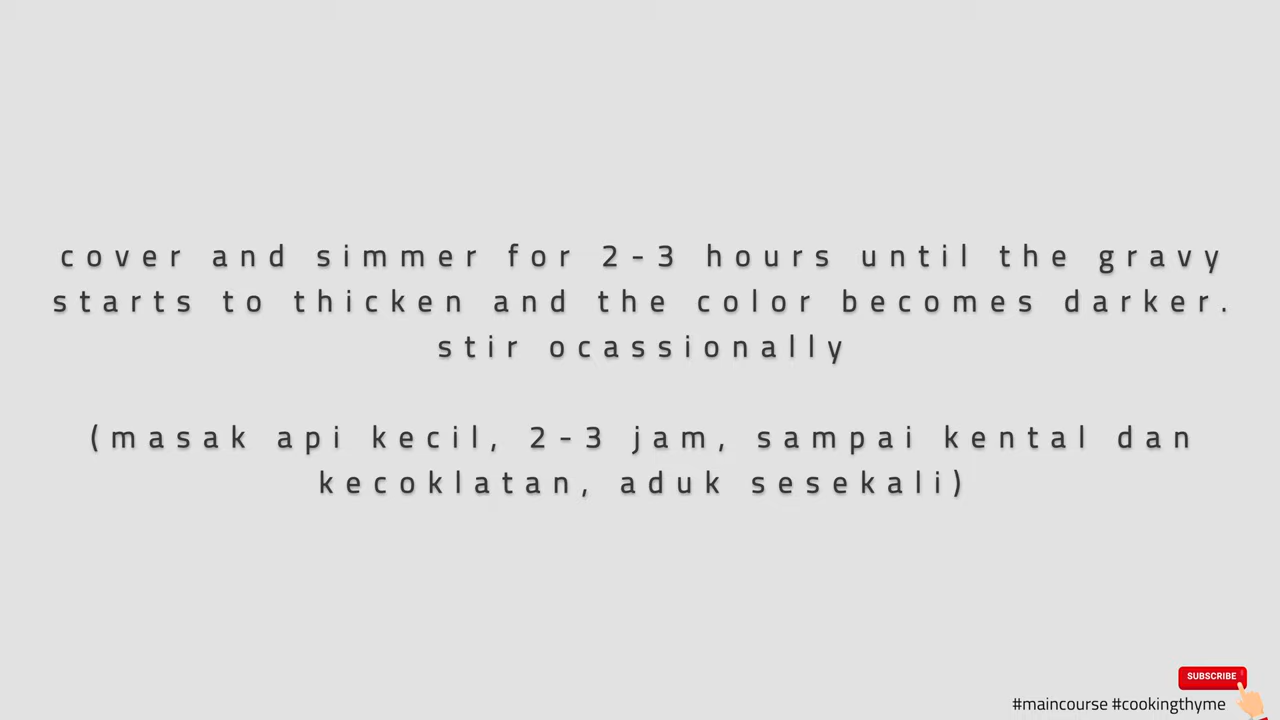 cover and simmer for 2-3 hours until the gravy
starts to thicken and the color becomes darker.
stir ocassionally
(masak api kecil, 2-3 jam, sampai kental dan
kecoklatan, aduk sesekali)
SUBSCRIBE
#maincourse #cookingthyme